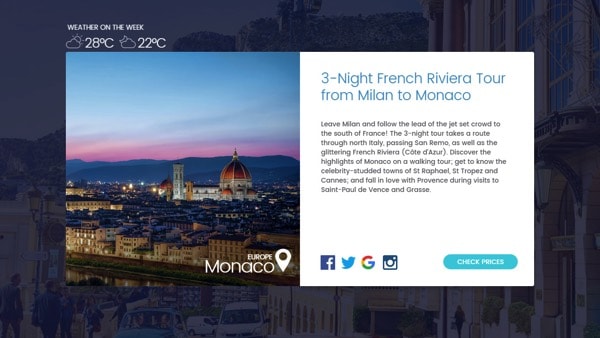 WEATHER ON THE WEEK
28°C 22°C
3-Night French Riviera Tour
from Milan to Monaco
Leave Milan and follow the lead of the jet set crowd to
the south of France! The 3-night tour takes a route
through north Italy, passing San Remo, as well as the
glittering French Riviera (Côte d'Azur). Discover the
highlights of Monaco on a walking tour; get to know the
celebrity-studded towns of St Raphael, St Tropez and
Cannes; and fall in love with Provence during visits to
Saint-Paul de Vence and Grasse.
EUROPE
Monaco
CHECK PRICES